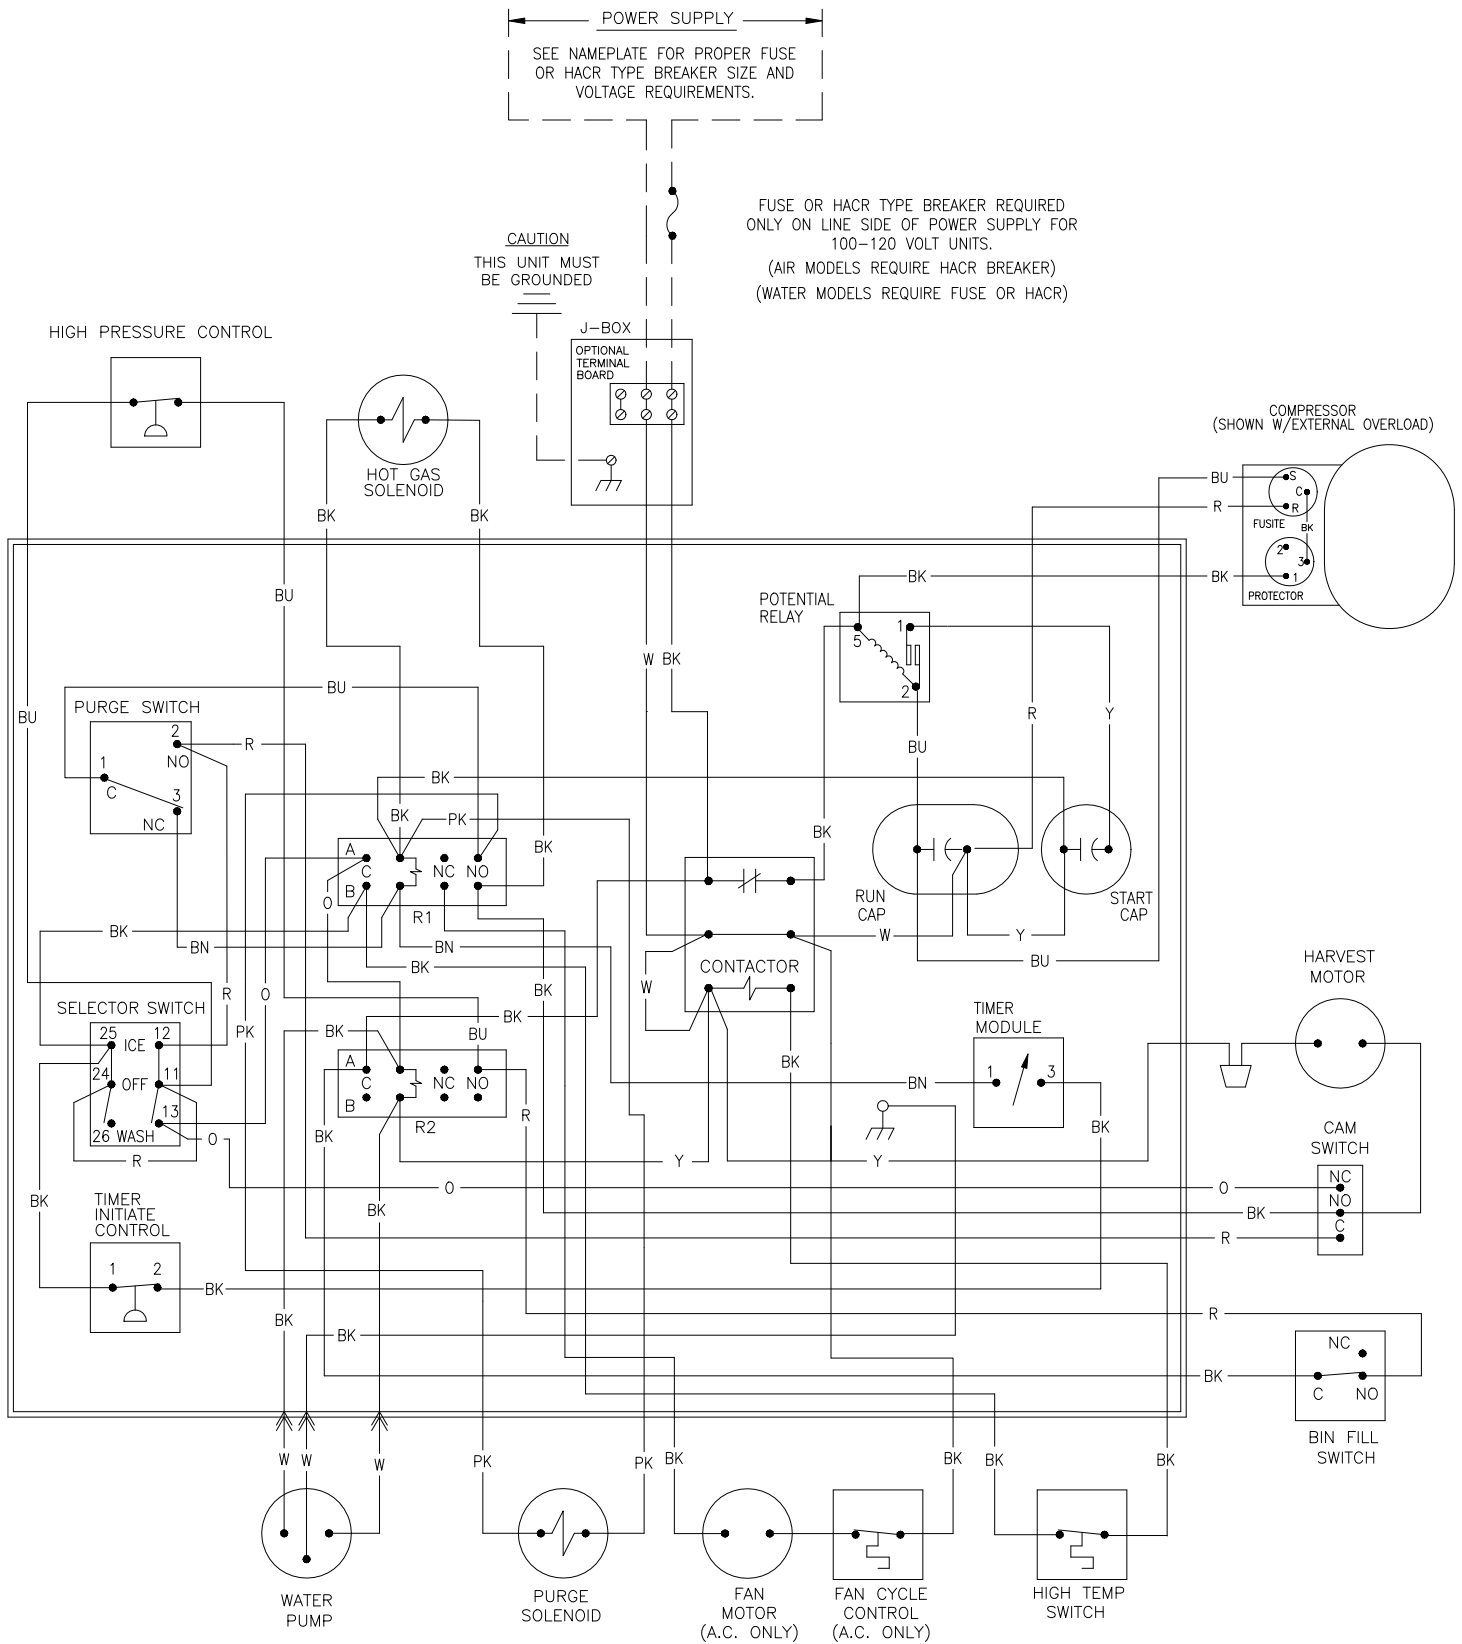 POWER SUPPLY
SEE NAMEPLATE FOR PROPER FUSE
OR HACR TYPE BREAKER SIZE AND
VOLTAGE REQUIREMENTS.
FUSE OR HACR TYPE BREAKER REQUIRED
ONLY ON LINE SIDE OF POWER SUPPLY FOR
100-120 VOLT UNITS.
(AIR MODELS REQUIRE HACR BREAKER)
(WATER MODELS REQUIRE FUSE OR HACR)
CAUTION
THIS UNIT MUST
BE GROUNDED
J-BOX
OPTIONAL
TERMINAL
BOARD
HIGH PRESSURE CONTROL
HOT GAS
SOLENOID
BK
BK
COMPRESSOR
(SHOWN W/EXTERNAL OVERLOAD)
BU
S
C
R
R
FUSITE
BK
2
3
BK
BK
1
PROTECTOR
BU
POTENTIAL
RELAY
1
5
2
W BK
BU
BU
PURGE SWITCH
2
R
NO
1
C
3
NC
R
Y
BU
BK
BK
PK
BK
BK
A
C
NC NO
B
O
R1
RUN
CAP
START
CAP
BK
BN
BN
BK
W
Y
BU
CONTACTOR
HARVEST
MOTOR
R
O
BK
W
SELECTOR SWITCH
PK
BK
BK
BU
TIMER
MODULE
25 ICE 12
24 OFF 11
13
26 WASH
O
R
A
C
NC NO
B
R2
R
BK
BK
BN
1
3
BK
CAM
SWITCH
NC
NO
C
Y
Y
O
O
BK
R
BK
BK
TIMER
INITIATE
CONTROL
1 2
BK
BK
BK
R
BK
NC
C NO
BIN FILL
SWITCH
W
W
W
PK
PK
BK
BK
BK
BK
WATER
PUMP
PURGE
SOLENOID
FAN
MOTOR
(A.C. ONLY)
FAN CYCLE
CONTROL
(A.C. ONLY)
HIGH TEMP
SWITCH